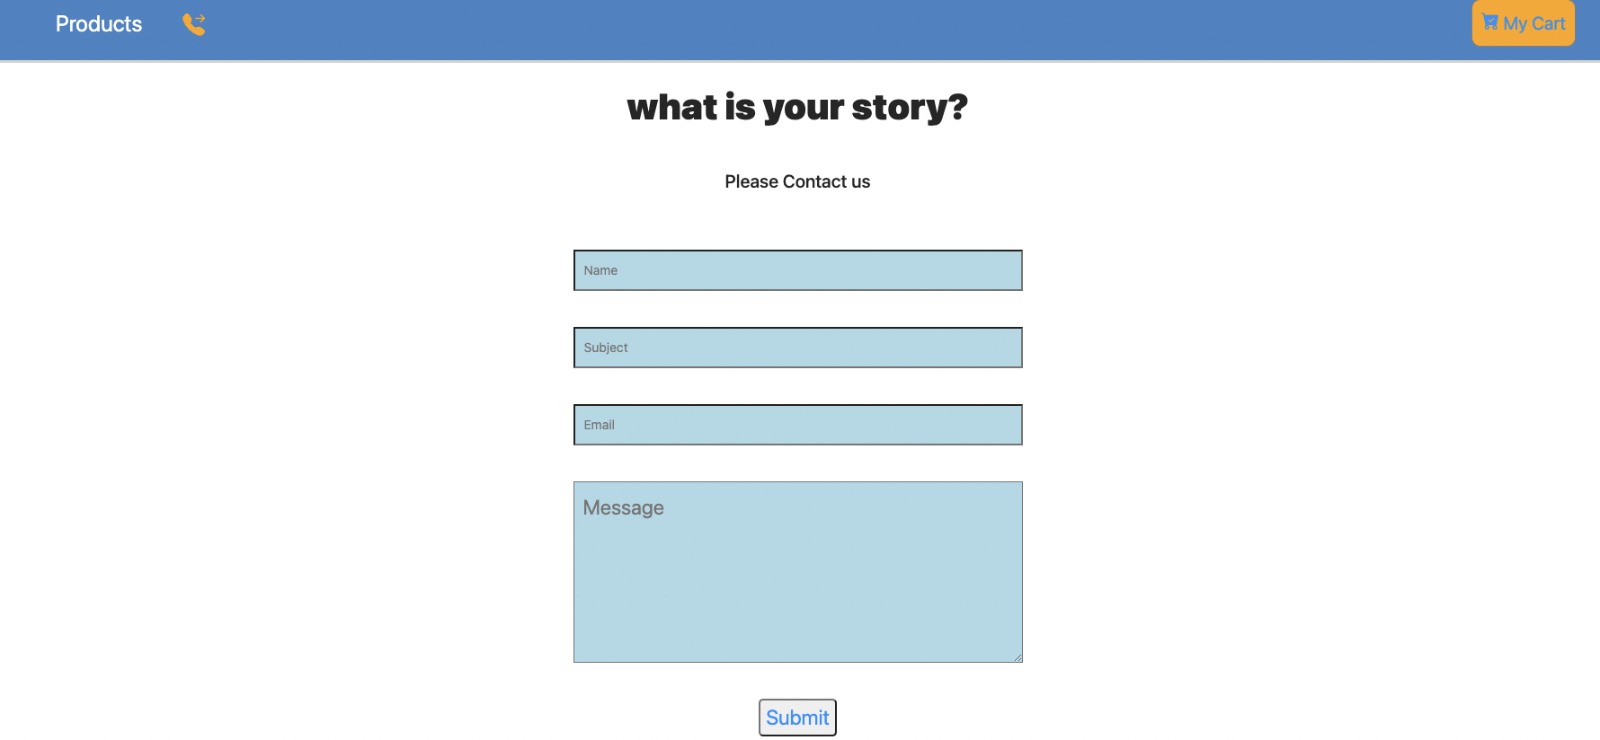 Products
My Cart
what is your story?
Please Contact us
Name
Subject
Email
Message
Submit